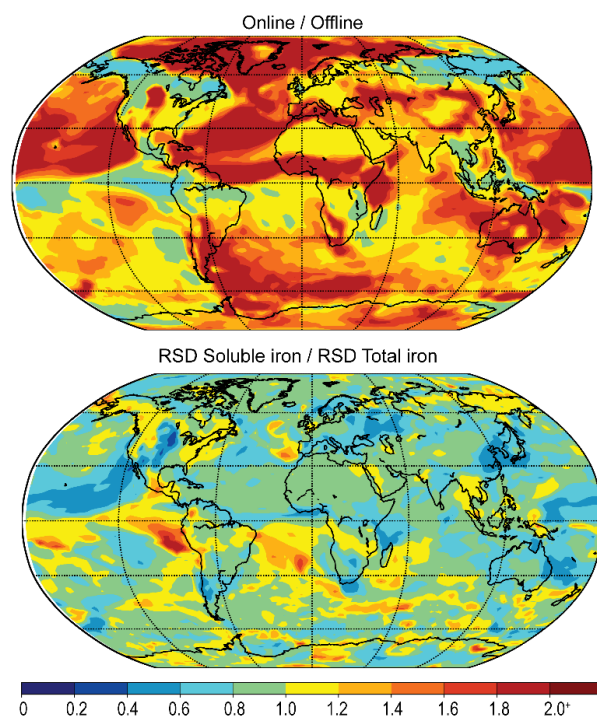 Online / Offline
RSD Soluble iron / RSD Total iron
0 0.2 0.4 0.6 0.8 1.0 1.2 1.4 1.6 1.8 2.0⁺